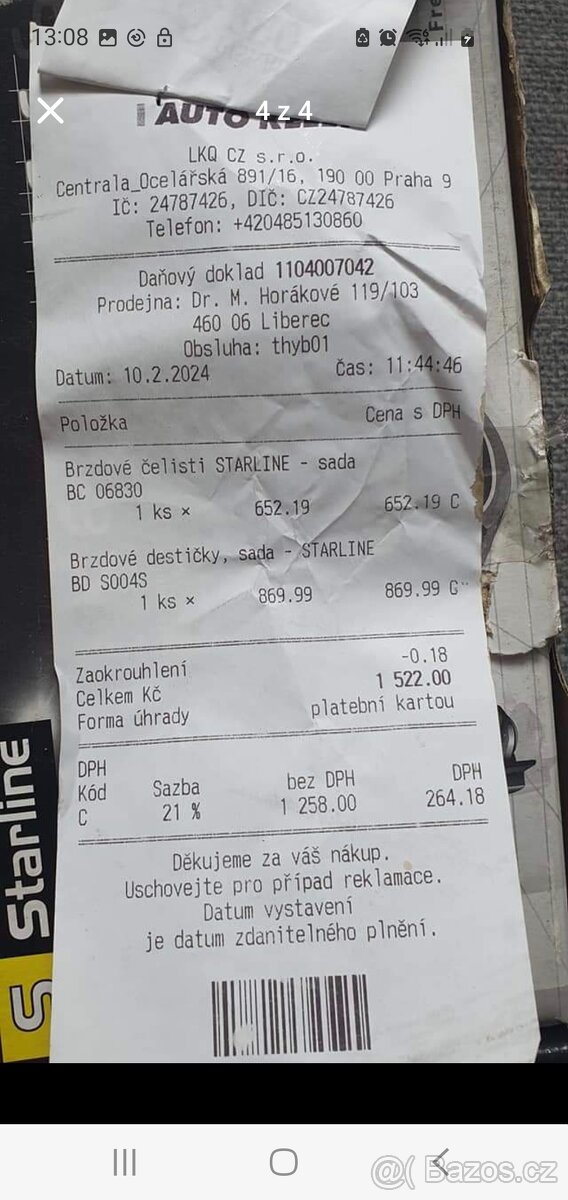 13:08
4 z 4
AUTO
LKQ CZ s.r.o.
Centrala_Ocelářská 891/16, 190 00 Praha 9
IČ: 24787426, DIČ: CZ24787426
Telefon: +420485130860
Daňový doklad 1104007042
Prodejna: Dr. M. Horákové 119/103
460 06 Liberec
Obsluha: thyb01
Datum: 10.2.2024 Čas: 11:44:46
Položka Cena s DPH
Brzdové čelisti STARLINE - sada
BC 06830
1 ks × 652.19 652.19 C
Brzdové destičky, sada - STARLINE
BD S004S
1 ks × 869.99 869.99
Zaokrouhlení -0.18
Celkem Kč 1 522.00
Forma úhrady platební kartou
DPH
Kód Sazba bez DPH DPH
C 21 % 1 258.00 264.18
Děkujeme za váš nákup.
Uschovejte pro případ reklamace.
Datum vystavení
je datum zdanitelného plnění.
Starline
S
Fre
@( Bazos.cz